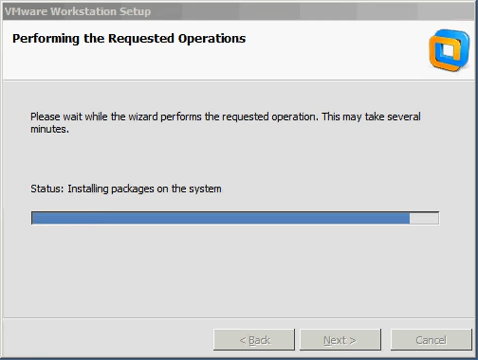 VMware Workstation Setup
Performing the Requested Operations
Please wait while the wizard performs the requested operation. This may take several
minutes.
Status: Installing packages on the system
< Back
Next >
Cancel